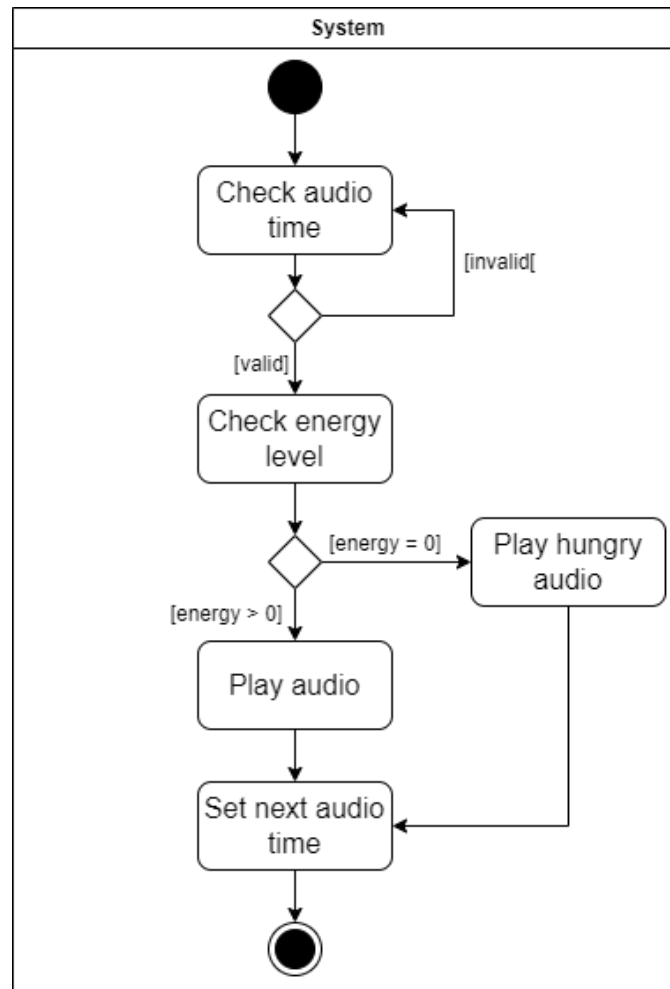 System
Check audio
time
[invalid[
[valid]
Check energy
level
[energy = 0]
Play hungry
audio
[energy > 0]
Play audio
Set next audio
time